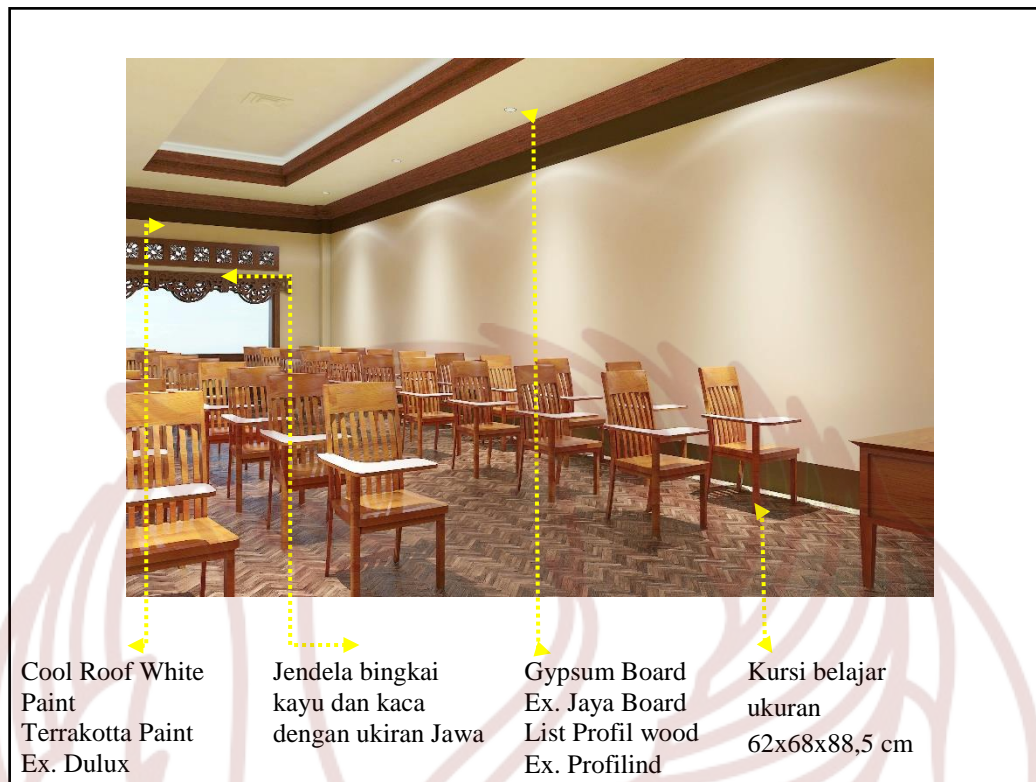 Cool Roof White
Paint
Terrakotta Paint
Ex. Dulux
Jendela bingkai
kayu dan kaca
dengan ukiran Jawa
Gypsum Board
Ex. Jaya Board
List Profil wood
Ex. Profilind
Kursi belajar
ukuran
62x68x88,5 cm